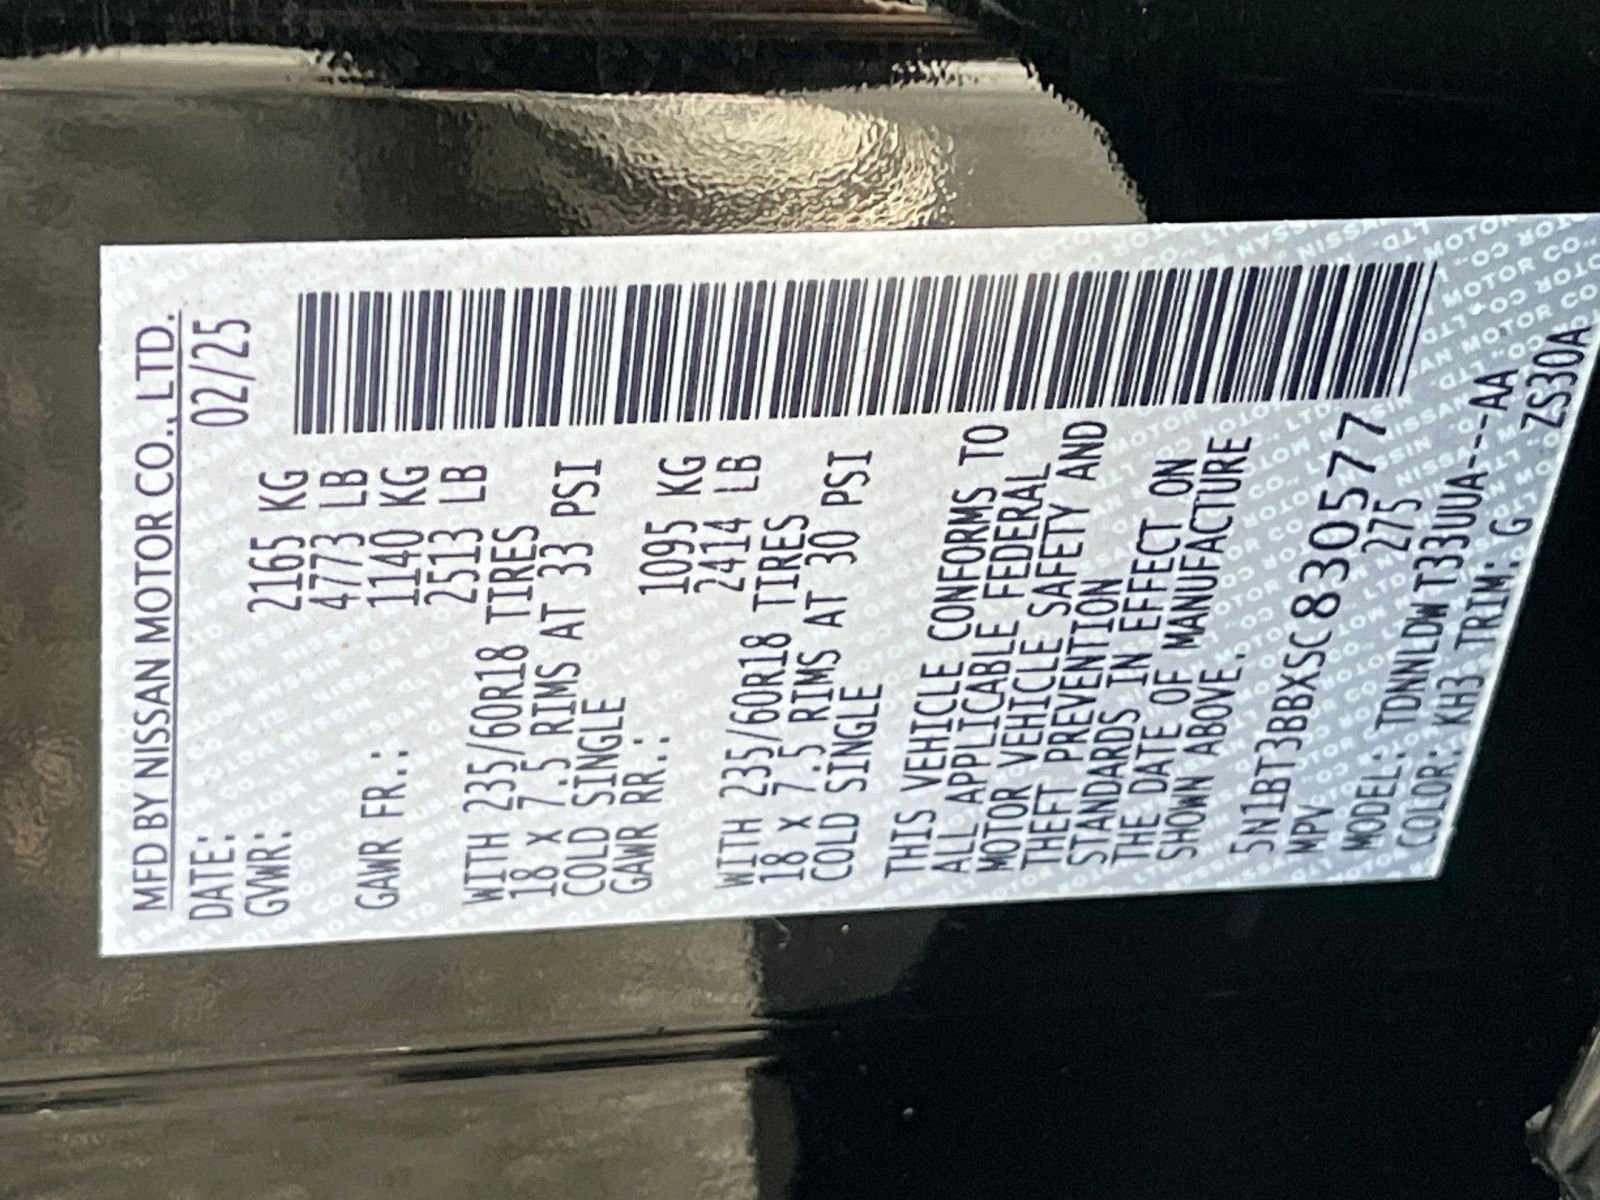 MFD BY NISSAN MOTOR CO., LTD.
DATE: 02/25
GVWR: 2165 KG
4773 LB
GAWR FR.: 1140 KG
2513 LB
WITH 235/60R18 TIRES
18 X 7.5 RIMS AT 33 PSI
COLD SINGLE
GAWR RR.: 1095 KG
2414 LB
WITH 235/60R18 TIRES
18 X 7.5 RIMS AT 30 PSI
COLD SINGLE
THIS VEHICLE CONFORMS TO
ALL APPLICABLE FEDERAL
MOTOR VEHICLE SAFETY AND
THEFT PREVENTION
STANDARDS IN EFFECT ON
THE DATE OF MANUFACTURE
SHOWN ABOVE.
5N1BT3BBXSC830577
MPV 275
MODEL: TDNNLDWT33UUA---AA
COLOR: KH3 TRIM: G ZS30A